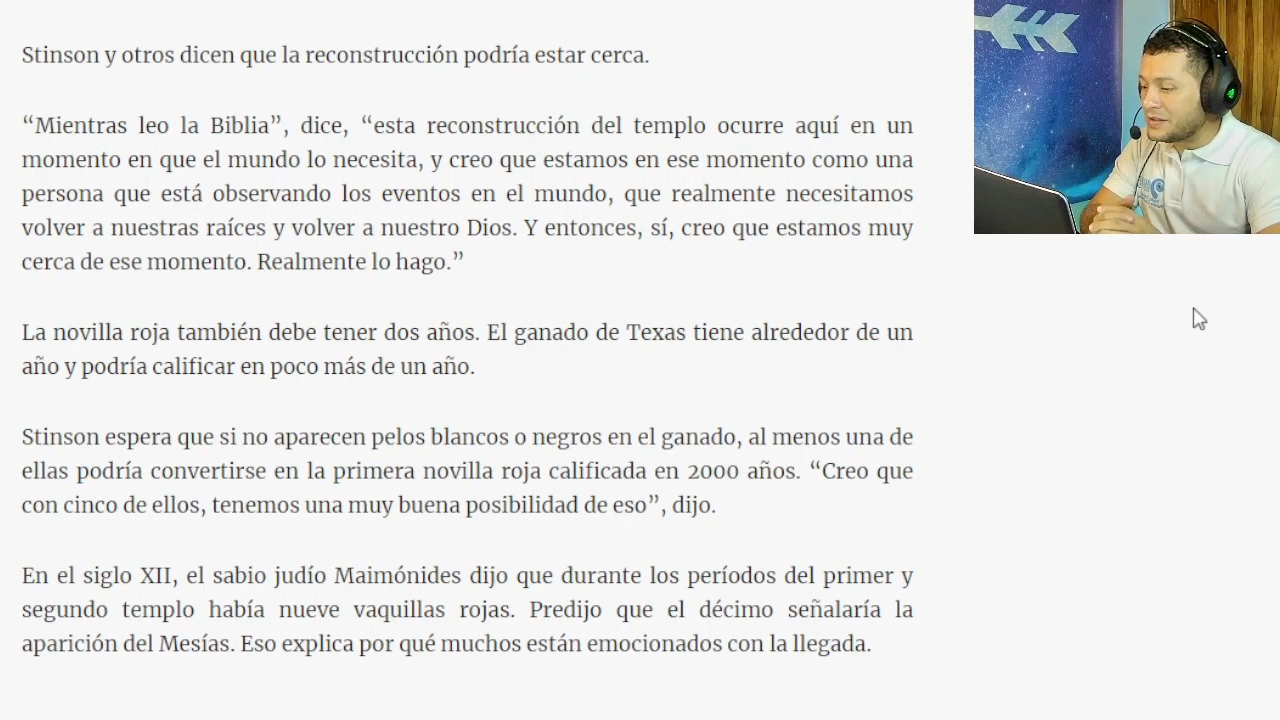 Stinson y otros dicen que la reconstrucción podría estar cerca.
“Mientras leo la Biblia”, dice, “esta reconstrucción del templo ocurre aquí en un
momento en que el mundo lo necesita, y creo que estamos en ese momento como una
persona que está observando los eventos en el mundo, que realmente necesitamos
volver a nuestras raíces y volver a nuestro Dios. Y entonces, sí, creo que estamos muy
cerca de ese momento. Realmente lo hago.”
La novilla roja también debe tener dos años. El ganado de Texas tiene alrededor de un
año y podría calificar en poco más de un año.
Stinson espera que si no aparecen pelos blancos o negros en el ganado, al menos una de
ellas podría convertirse en la primera novilla roja calificada en 2000 años. “Creo que
con cinco de ellos, tenemos una muy buena posibilidad de eso”, dijo.
En el siglo XII, el sabio judío Maimónides dijo que durante los períodos del primer y
segundo templo había nueve vaquillas rojas. Predijo que el décimo señalaría la
aparición del Mesías. Eso explica por qué muchos están emocionados con la llegada.